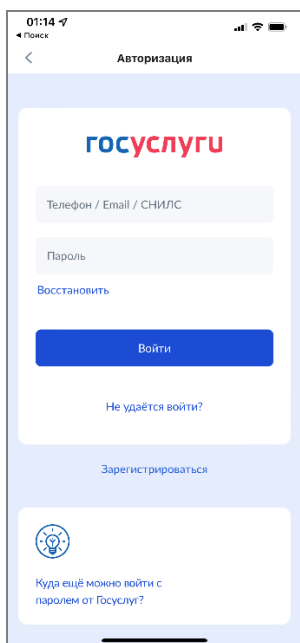 01:14
Поиск
Авторизация
госуслуги
Телефон / Email / СНИЛС
Пароль
Восстановить
Войти
Не удаётся войти?
Зарегистрироваться
Куда ещё можно войти с
паролем от Госуслуг?